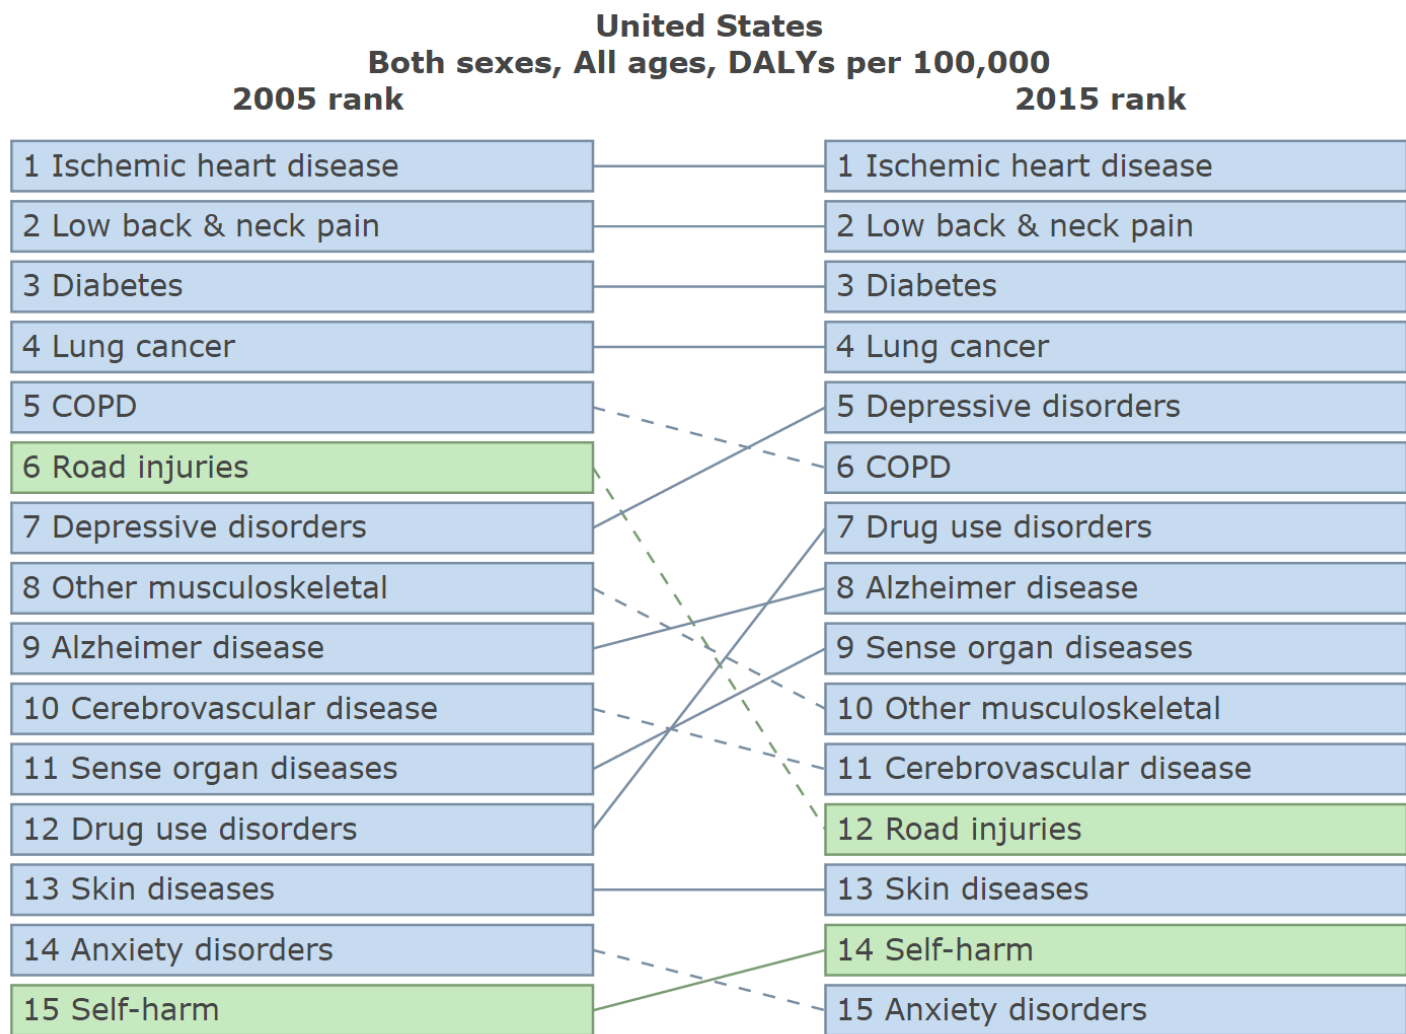 United States
Both sexes, All ages, DALYs per 100,000
2005 rank
2015 rank
1 Ischemic heart disease
1 Ischemic heart disease
2 Low back & neck pain
2 Low back & neck pain
3 Diabetes
3 Diabetes
4 Lung cancer
4 Lung cancer
5 COPD
5 Depressive disorders
6 Road injuries
6 COPD
7 Depressive disorders
7 Drug use disorders
8 Other musculoskeletal
8 Alzheimer disease
9 Alzheimer disease
9 Sense organ diseases
10 Cerebrovascular disease
10 Other musculoskeletal
11 Sense organ diseases
11 Cerebrovascular disease
12 Drug use disorders
12 Road injuries
13 Skin diseases
13 Skin diseases
14 Anxiety disorders
14 Self-harm
15 Self-harm
15 Anxiety disorders